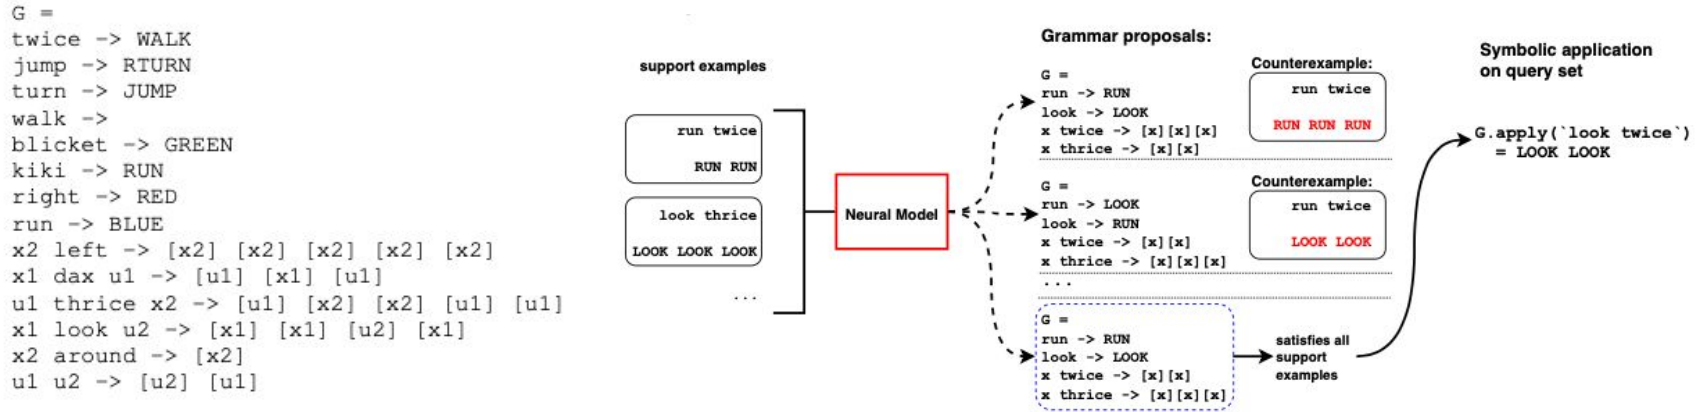 G =
twice -> WALK
jump -> RTURN
turn -> JUMP
walk ->
blicket -> GREEN
kiki -> RUN
right -> RED
run -> BLUE
x2 left -> [x2] [x2] [x2] [x2] [x2]
x1 dax u1 -> [u1] [x1] [u1]
u1 thrice x2 -> [u1] [x2] [x2] [u1] [u1]
x1 look u2 -> [x1] [x1] [u2] [x1]
x2 around -> [x2]
u1 u2 -> [u2] [u1]
support examples
run twice
RUN RUN
look thrice
LOOK LOOK LOOK
...
Neural Model
Grammar proposals:
G =
run -> RUN
look -> LOOK
x twice -> [x][x][x]
x thrice -> [x][x]
Counterexample:
run twice
RUN RUN RUN
G =
run -> LOOK
look -> RUN
x twice -> [x][x]
x thrice -> [x][x][x]
Counterexample:
run twice
LOOK LOOK
...
G =
run -> RUN
look -> LOOK
x twice -> [x][x]
x thrice -> [x][x][x]
satisfies all
support
examples
Symbolic application
on query set
G.apply(`look twice`)
= LOOK LOOK